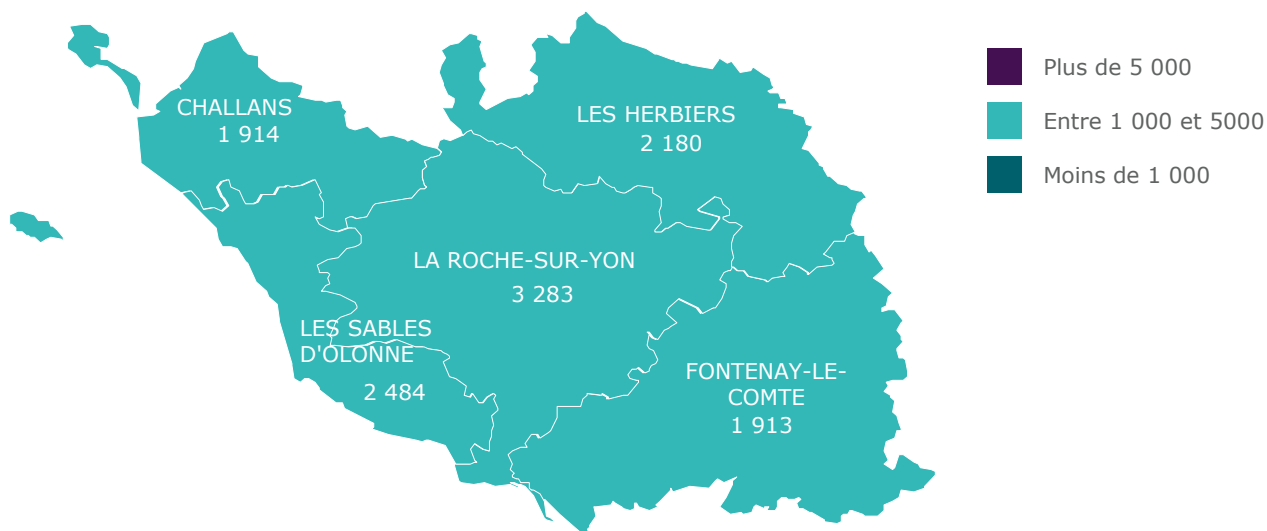 CHALLANS
1 914
LES HERBIERS
2 180
LA ROCHE-SUR-YON
3 283
LES SABLES
D'OLONNE
2 484
FONTENAY-LE-
COMTE
1 913
Plus de 5 000
Entre 1 000 et 5000
Moins de 1 000